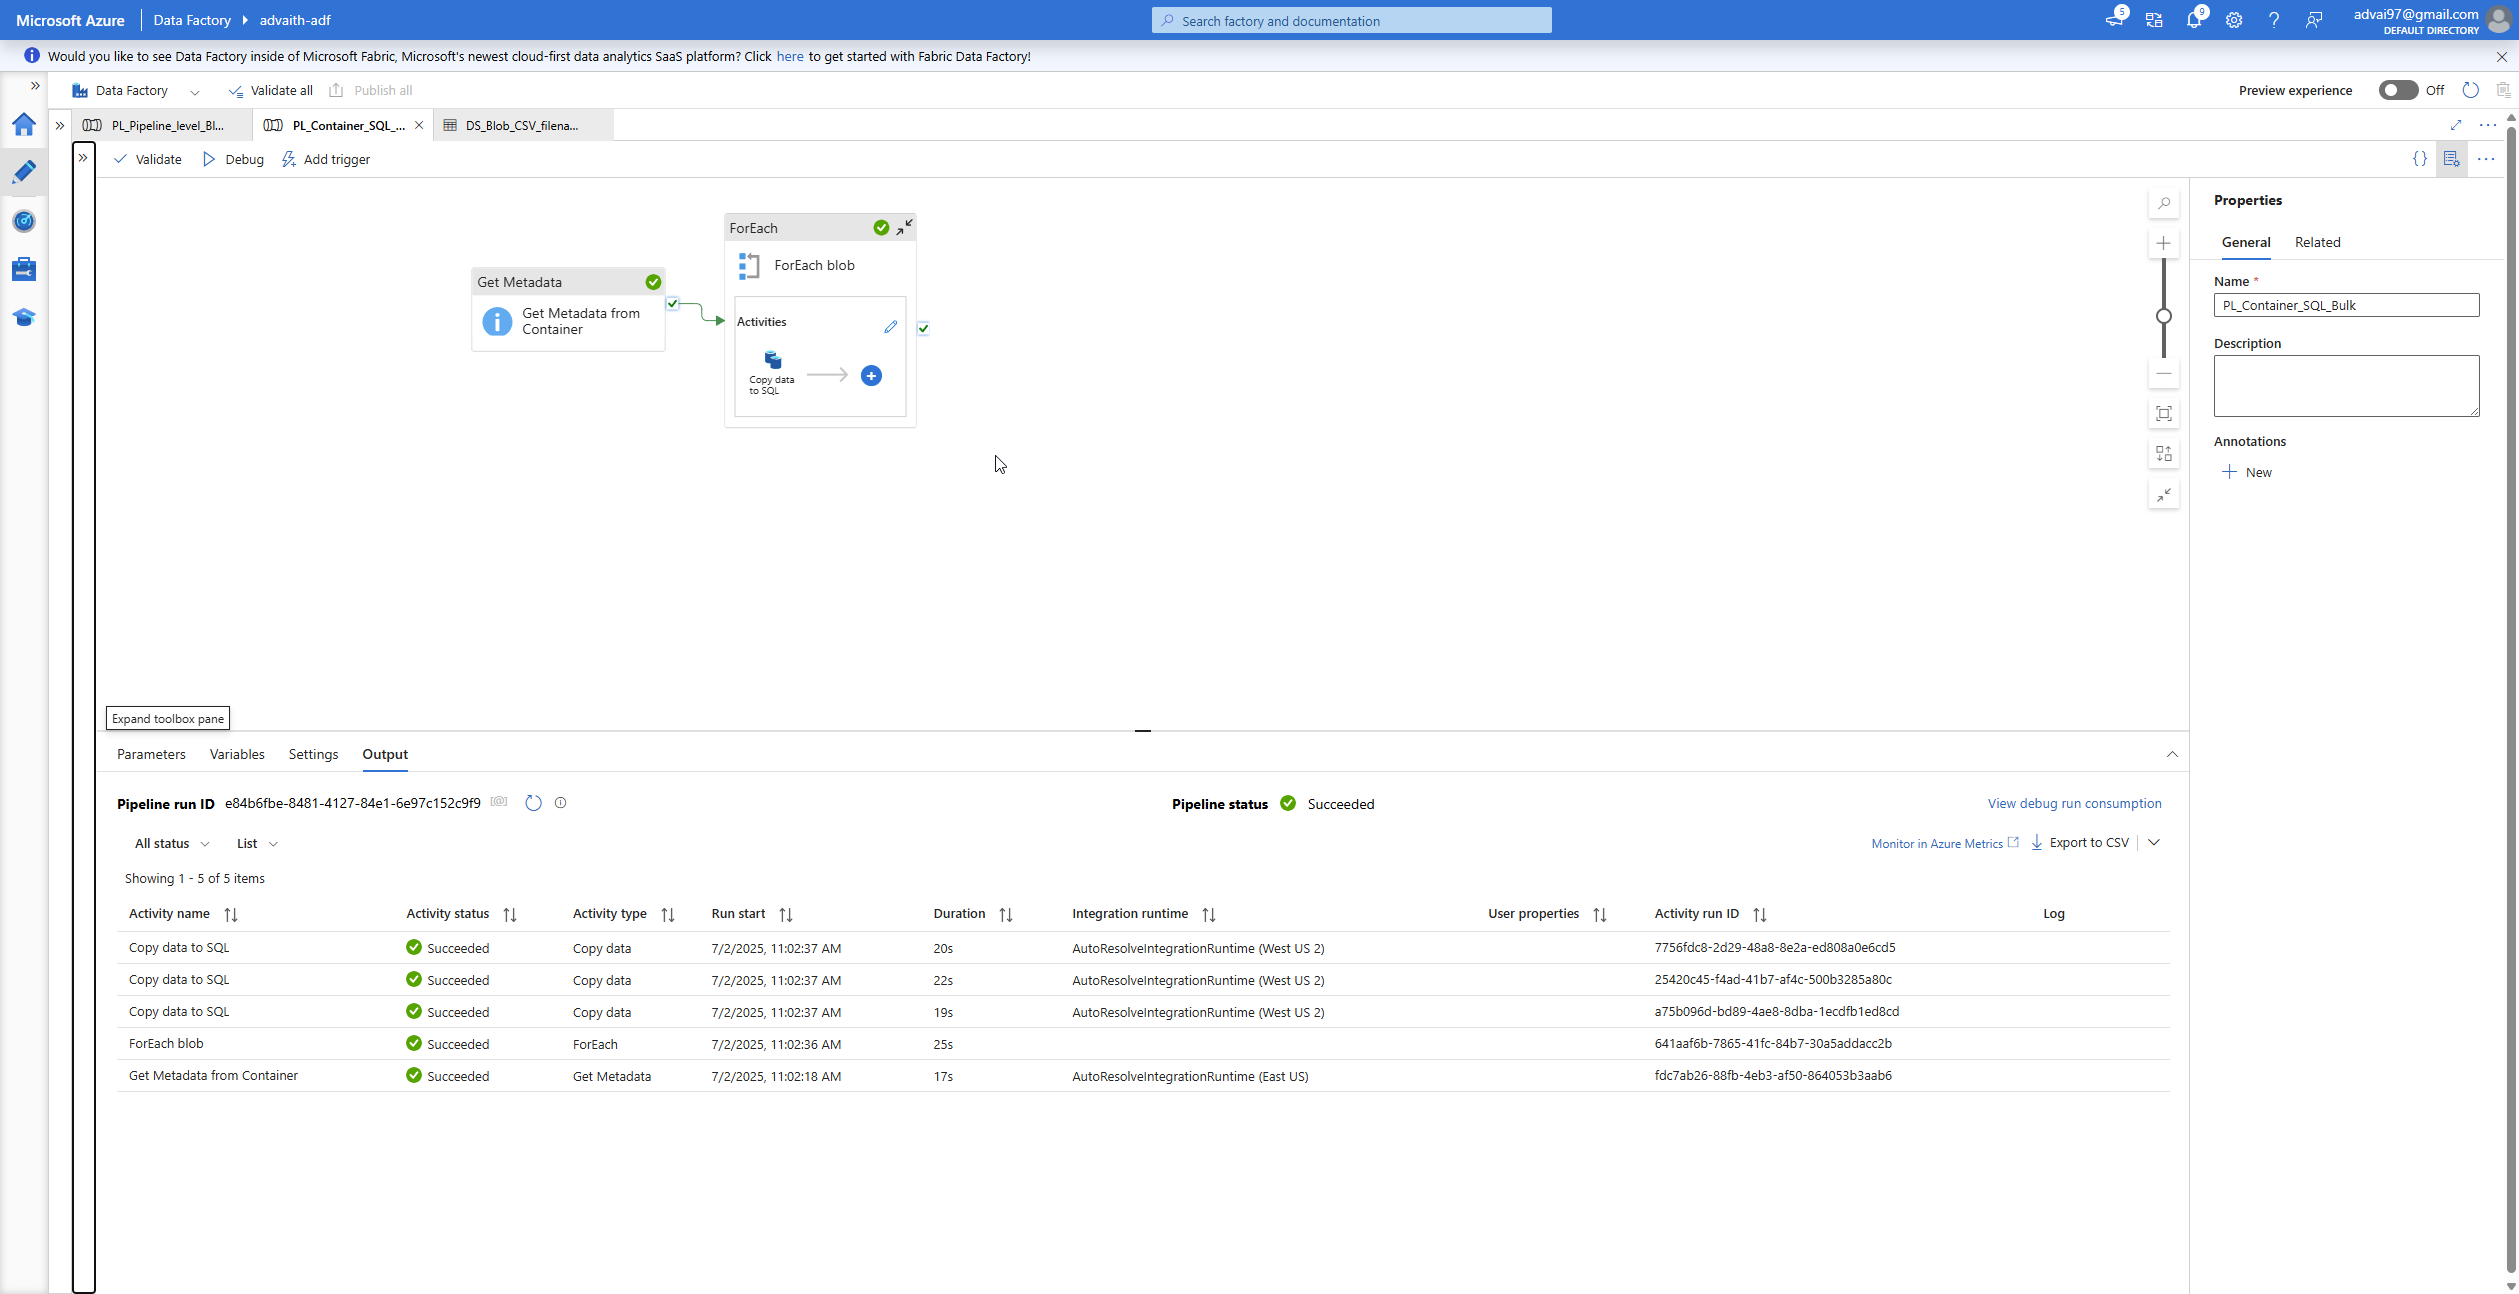 Microsoft Azure Data Factory advaith-adf Search factory and documentation 5 9 advai97@gmail.com
DEFAULT DIRECTORY
Would you like to see Data Factory inside of Microsoft Fabric, Microsoft's newest cloud-first data analytics SaaS platform? Click here to get started with Fabric Data Factory!
Data Factory Validate all Publish all Preview experience Off
PL_Pipeline_level_Bl... PL_Container_SQL_... DS_Blob_CSV_filena...
Validate Debug Add trigger
ForEach
ForEach blob
Get Metadata
Get Metadata from
Container
Activities
Copy data
to SQL
Properties
General Related
Name *
PL_Container_SQL_Bulk
Description
Annotations
New
Expand toolbox pane
Parameters Variables Settings Output
Pipeline run ID e84b6fbe-8481-4127-84e1-6e97c152c9f9 Pipeline status Succeeded View debug run consumption
All status List Monitor in Azure Metrics Export to CSV
Showing 1 - 5 of 5 items
Activity name Activity status Activity type Run start Duration Integration runtime User properties Activity run ID Log
Copy data to SQL Succeeded Copy data 7/2/2025, 11:02:37 AM 20s AutoResolveIntegrationRuntime (West US 2) 7756fdc8-2d29-48a8-8e2a-ed808a0e6cd5
Copy data to SQL Succeeded Copy data 7/2/2025, 11:02:37 AM 22s AutoResolveIntegrationRuntime (West US 2) 25420c45-f4ad-41b7-af4c-500b3285a80c
Copy data to SQL Succeeded Copy data 7/2/2025, 11:02:37 AM 19s AutoResolveIntegrationRuntime (West US 2) a75b096d-bd89-4ae8-8dba-1ecdfb1ed8cd
ForEach blob Succeeded ForEach 7/2/2025, 11:02:36 AM 25s 641aaf6b-7865-41fc-84b7-30a5addacc2b
Get Metadata from Container Succeeded Get Metadata 7/2/2025, 11:02:18 AM 17s AutoResolveIntegrationRuntime (East US) fdc7ab26-88fb-4eb3-af50-864053b3aab6